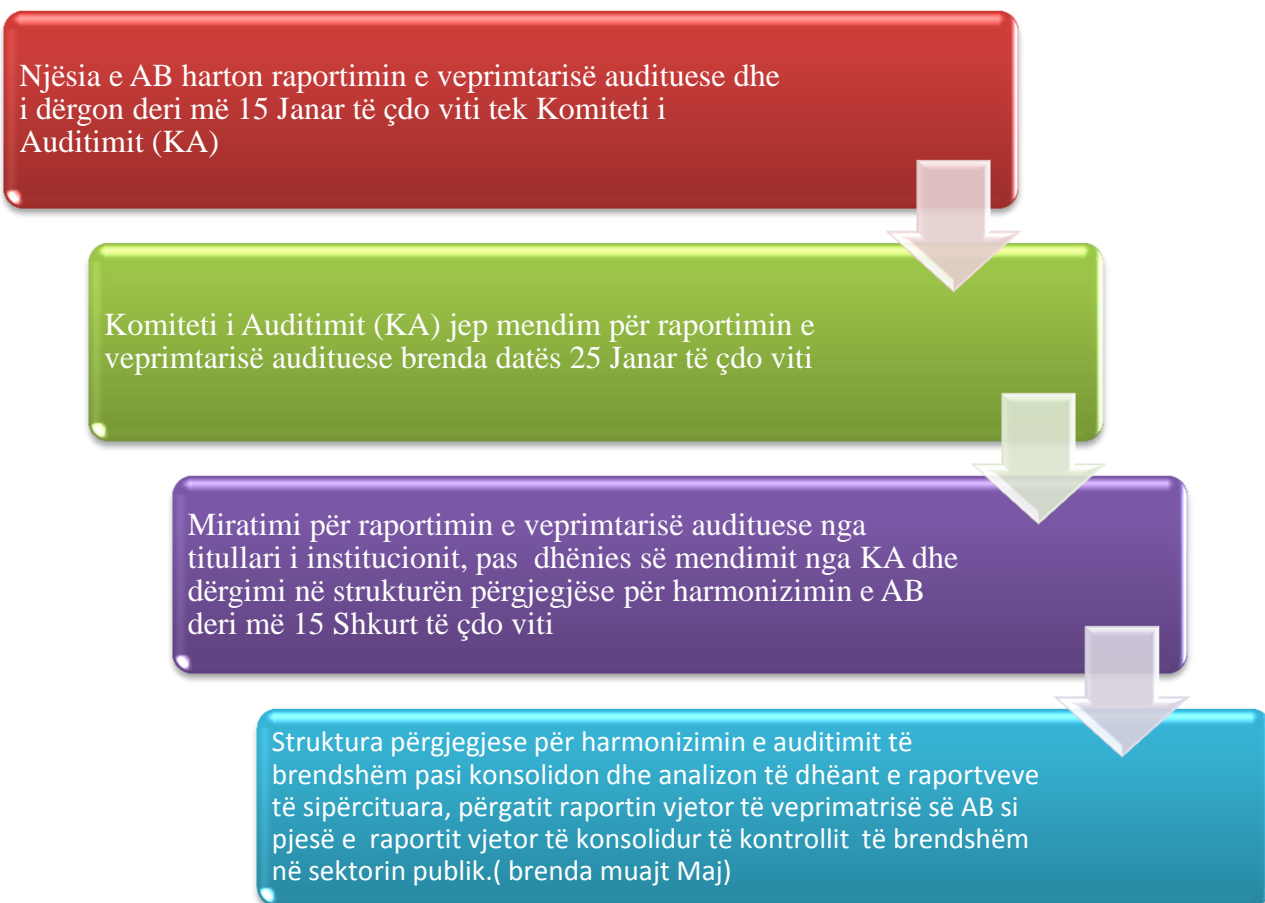 Njësia e AB harton raportimin e veprimtarisë audituese dhe
i dërgon deri më 15 Janar të çdo viti tek Komiteti i
Auditimit (KA)
Komiteti i Auditimit (KA) jep mendim për raportimin e
veprimtarisë audituese brenda datës 25 Janar të çdo viti
Miratimi për raportimin e veprimtarisë audituese nga
titullari i institucionit, pas dhënies së mendimit nga KA dhe
dërgimi në strukturën përgjegjëse për harmonizimin e AB
deri më 15 Shkurt të çdo viti
Struktura përgjegjese për harmonizimin e auditimit të
brendshëm pasi konsolidon dhe analizon të dhëant e raportveve
të sipërcituara, përgatit raportin vjetor të veprimatrisë së AB si
pjesë e raportit vjetor të konsolidur të kontrollit të brendshëm
në sektorin publik.( brenda muajt Maj)